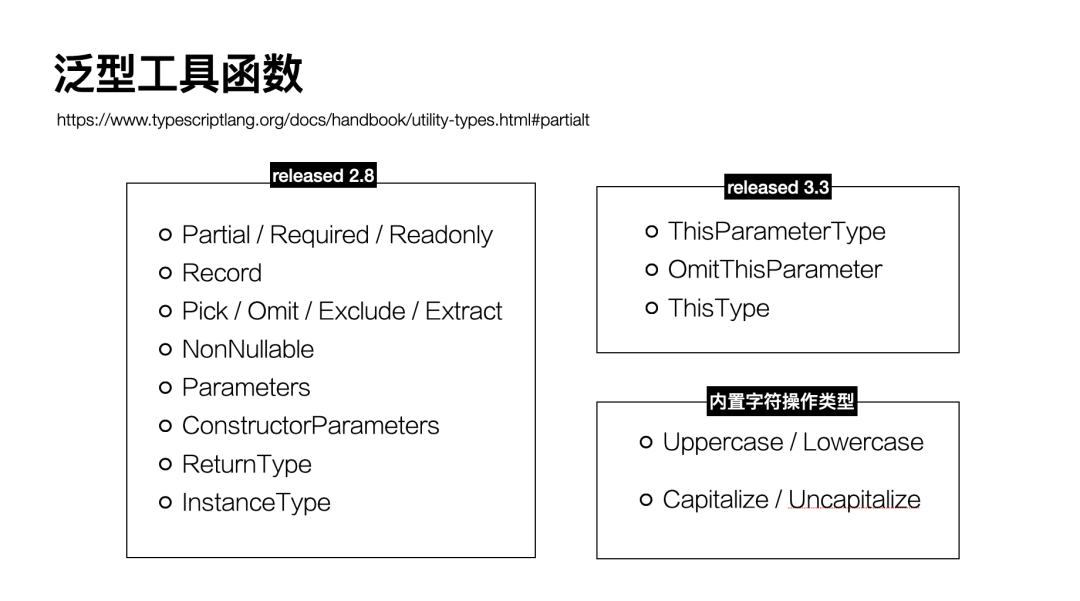 泛型工具函数
https://www.typescriptlang.org/docs/handbook/utility-types.html#partialt
released 2.8
Partial / Required / Readonly
Record
Pick / Omit / Exclude / Extract
NonNullable
Parameters
ConstructorParameters
ReturnType
InstanceType
released 3.3
ThisParameterType
OmitThisParameter
ThisType
内置字符操作类型
Uppercase / Lowercase
Capitalize / Uncapitalize